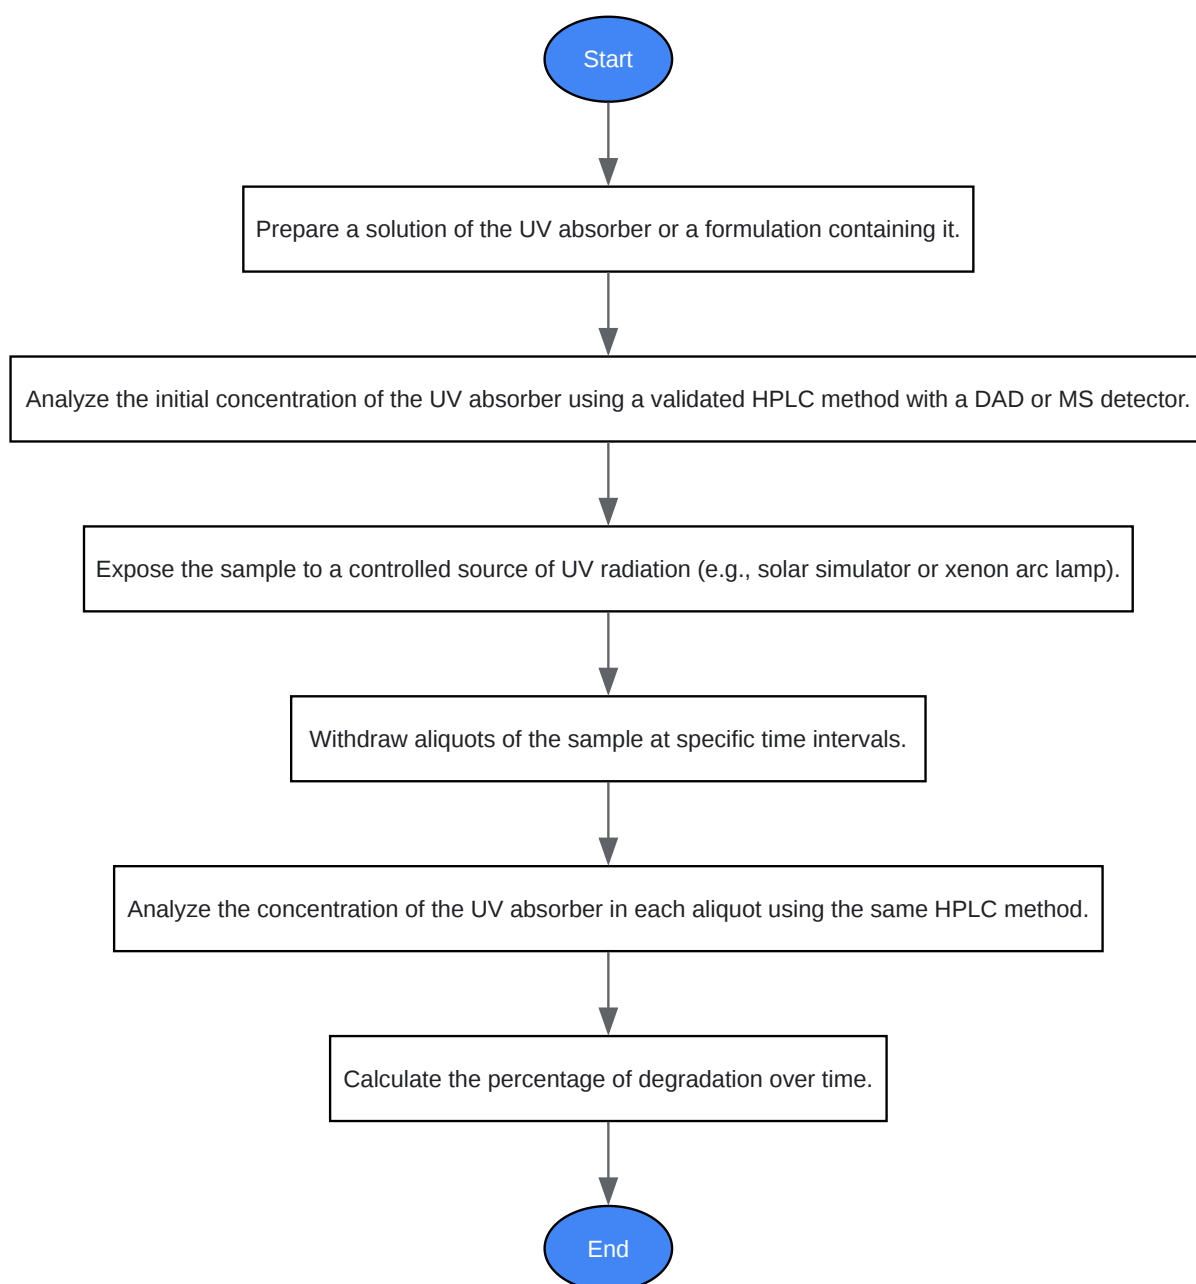 Start
Prepare a solution of the UV absorber or a formulation containing it.
Analyze the initial concentration of the UV absorber using a validated HPLC method with a DAD or MS detector.
Expose the sample to a controlled source of UV radiation (e.g., solar simulator or xenon arc lamp).
Withdraw aliquots of the sample at specific time intervals.
Analyze the concentration of the UV absorber in each aliquot using the same HPLC method.
Calculate the percentage of degradation over time.
End